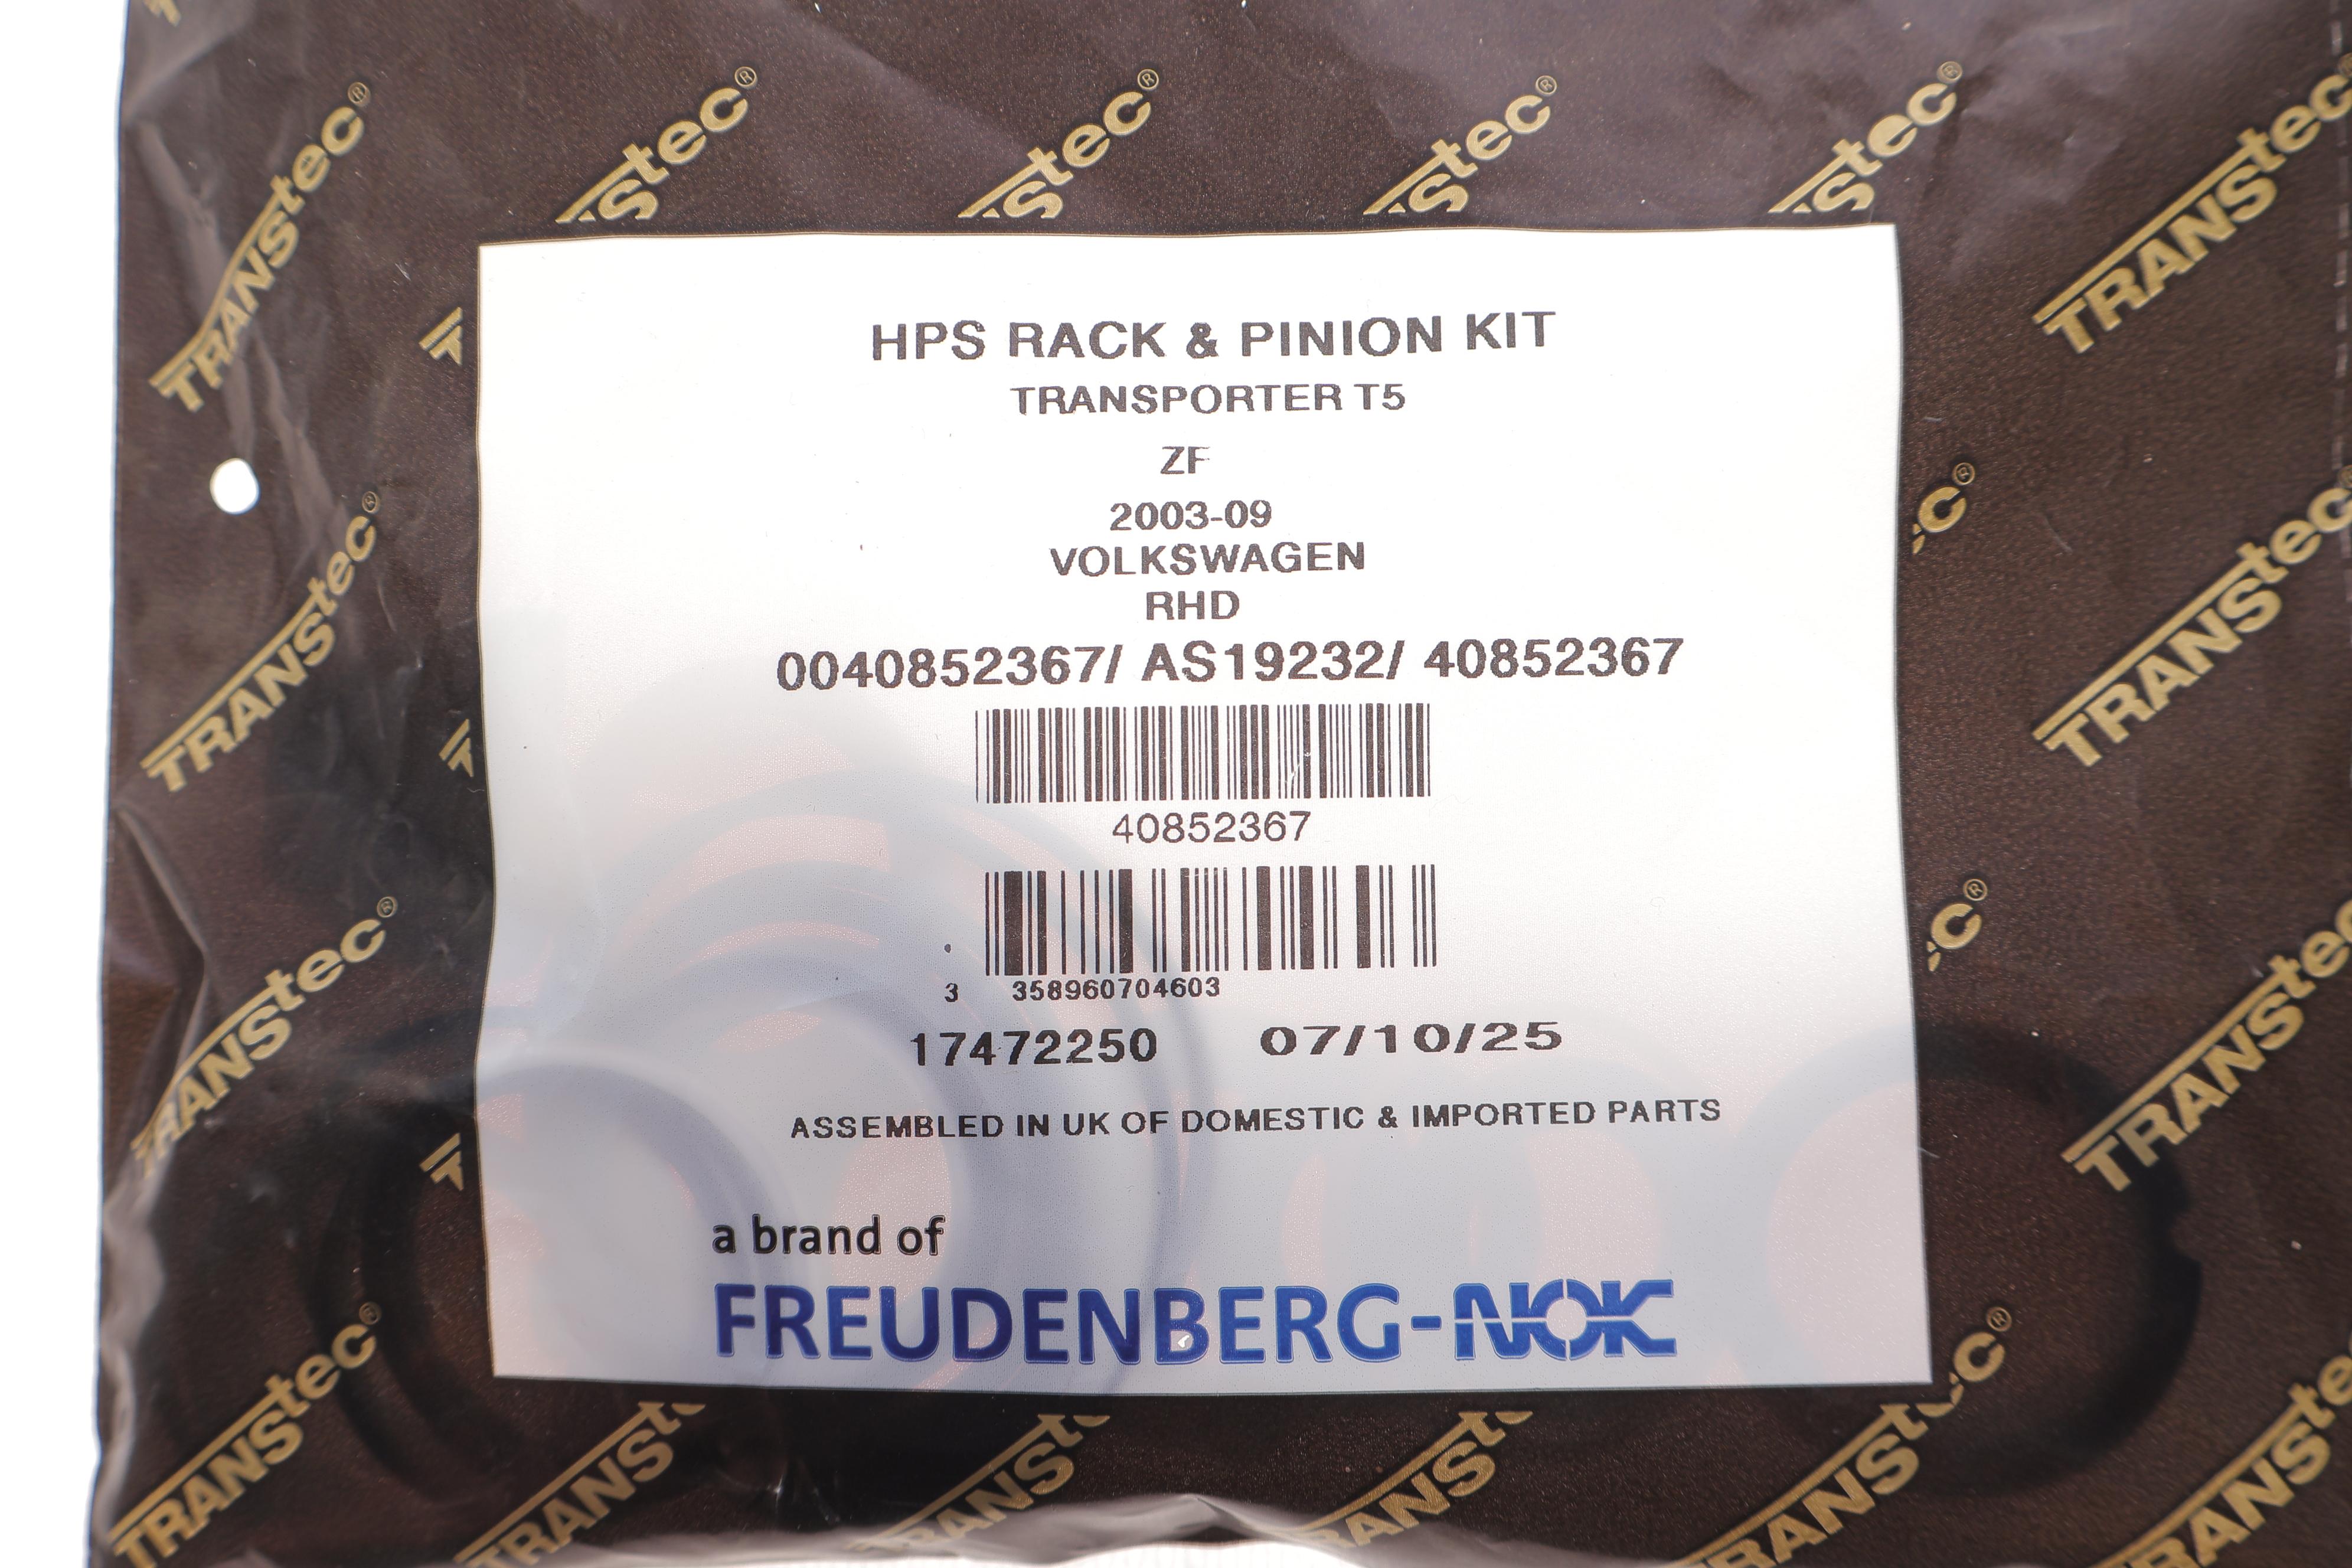 TRANStec®
HPS RACK & PINION KIT
TRANSPORTER T5
ZF
2003-09
VOLKSWAGEN
RHD
0040852367/ AS19232/ 40852367
40852367
3 358960704603
17472250 07/10/25
ASSEMBLED IN UK OF DOMESTIC & IMPORTED PARTS
a brand of
FREUDENBERG-NOK